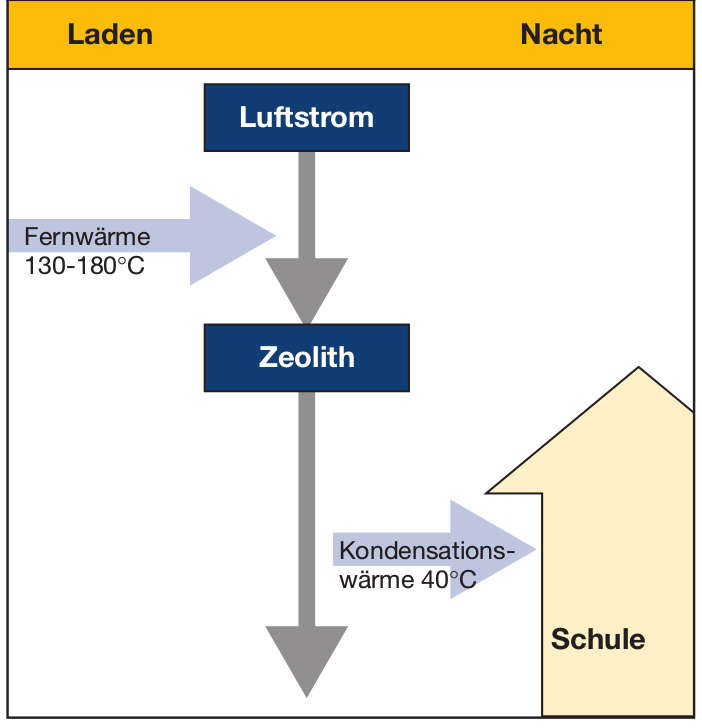 Laden
Nacht
Luftstrom
Fernwärme
130-180°C
Zeolith
Kondensations-
wärme 40°C
Schule